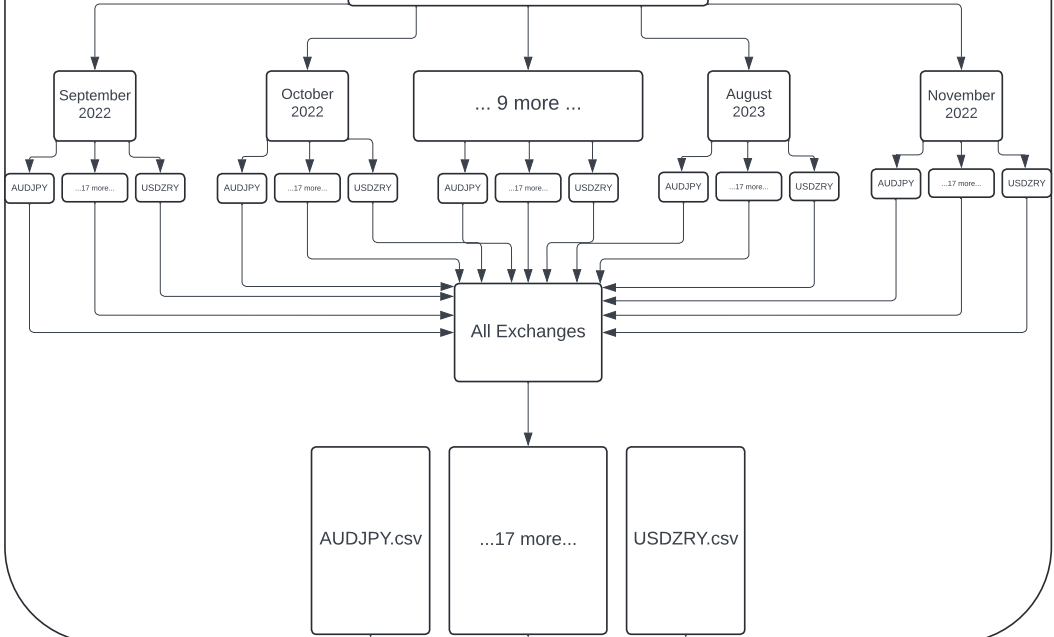 September
2022
October
2022
... 9 more ...
August
2023
November
2022
AUDJPY
...17 more...
USDZRY
AUDJPY
...17 more...
USDZRY
AUDJPY
...17 more...
USDZRY
AUDJPY
...17 more...
USDZRY
AUDJPY
...17 more...
USDZRY
All Exchanges
AUDJPY.csv
...17 more...
USDZRY.csv